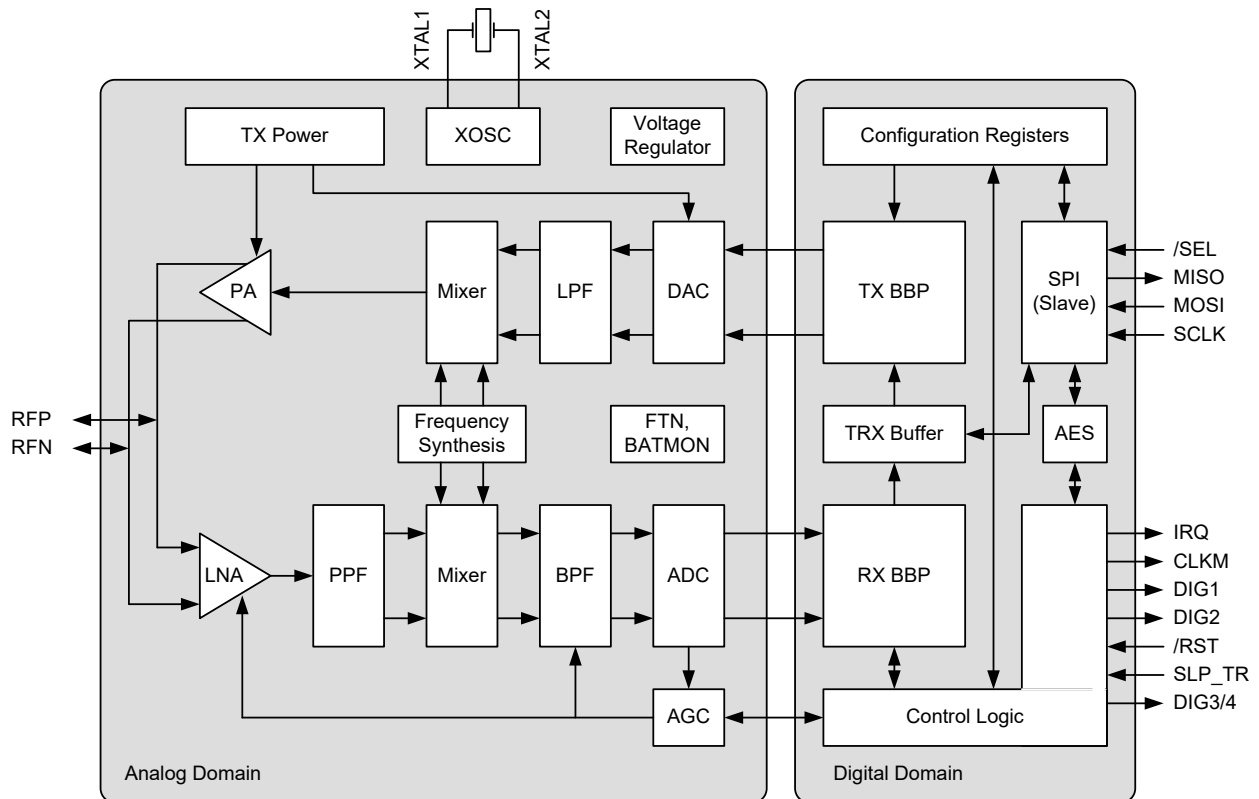 XTAL1
XTAL2
TX Power
XOSC
Voltage
Regulator
Configuration Registers
PA
Mixer
LPF
DAC
TX BBP
SPI
(Slave)
/SEL
MISO
MOSI
SCLK
RFP
RFN
Frequency
Synthesis
FTN,
BATMON
TRX Buffer
AES
LNA
PPF
Mixer
BPF
ADC
RX BBP
IRQ
CLKM
DIG1
DIG2
/RST
SLP_TR
DIG3/4
AGC
Control Logic
Analog Domain
Digital Domain